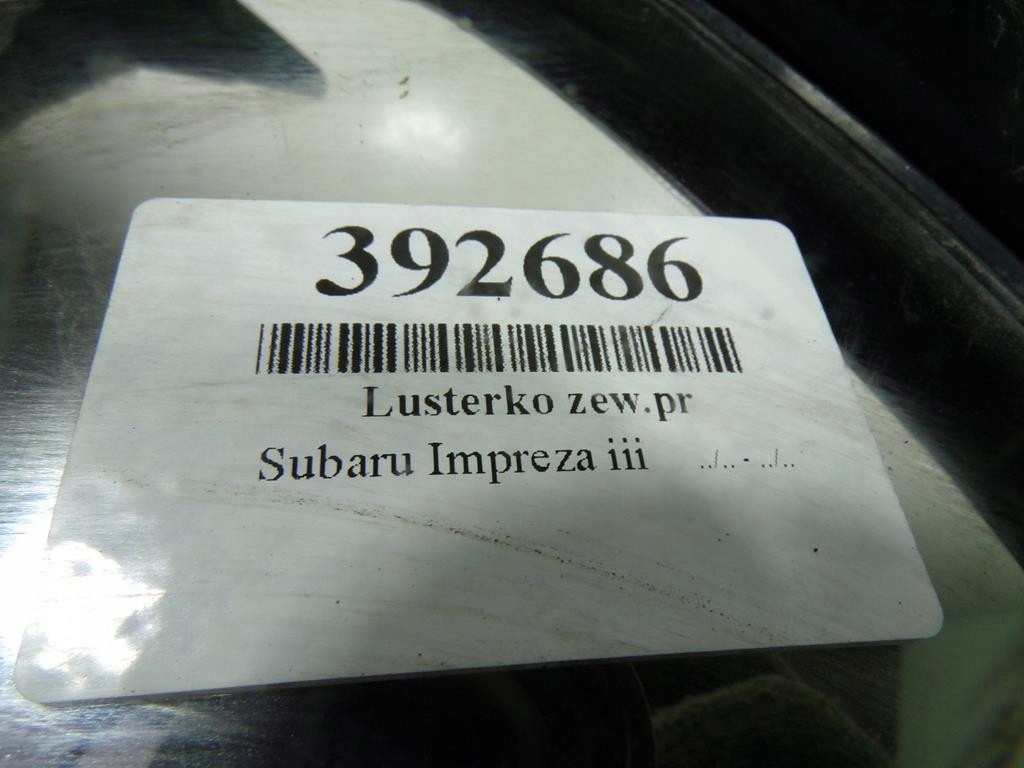 392686
Lusterko zew.pr
Subaru Impreza iii ../.. - ../..